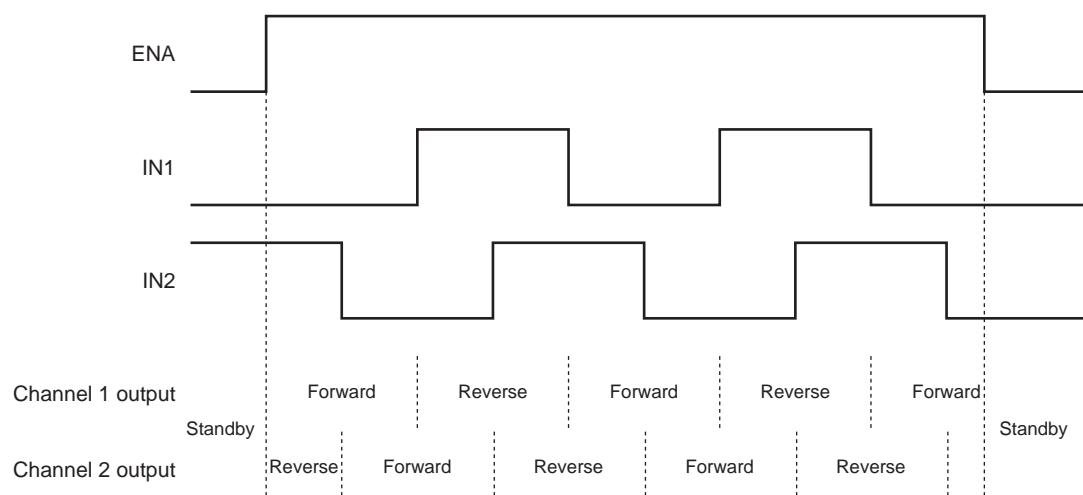 ENA
IN1
IN2
Channel 1 output
Forward
Reverse
Forward
Reverse
Forward
Standby
Standby
Channel 2 output
Reverse
Forward
Reverse
Forward
Reverse